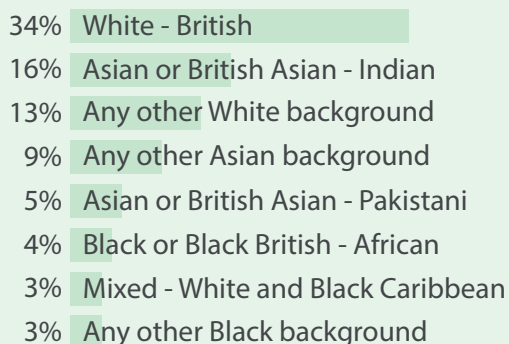 34% White - British
16% Asian or British Asian - Indian
13% Any other White background
9% Any other Asian background
5% Asian or British Asian - Pakistani
4% Black or Black British - African
3% Mixed - White and Black Caribbean
3% Any other Black background